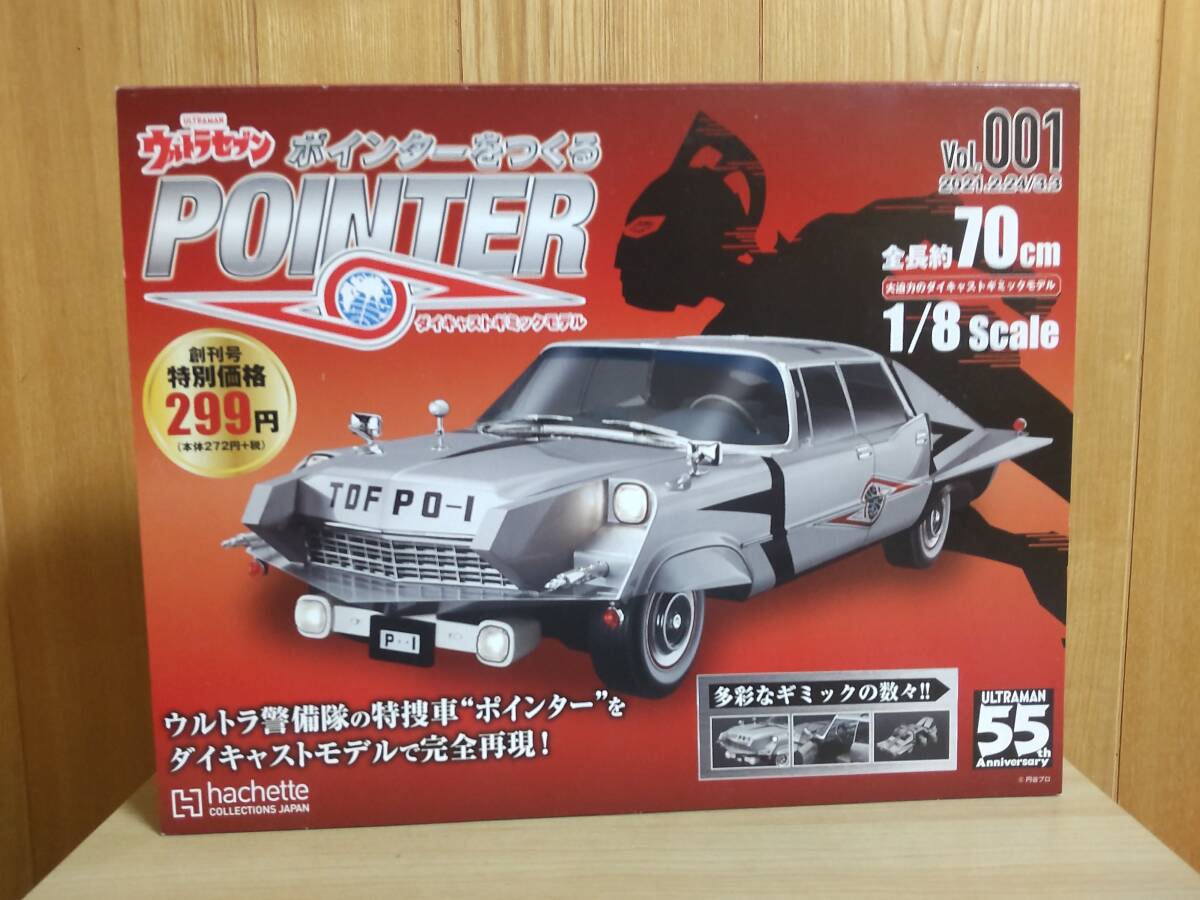 ULTRAMAN
ウルトラセブン
ポインターをつくる
POINTER
ダイキャストギミックモデル
Vol.001
2021.2.24/3.3
全長約70cm
大迫力のダイキャストギミックモデル
1/8 Scale
創刊号
特別価格
299円
(本体272円+税)
TDF PO-1
P--1
ウルトラ警備隊の特捜車“ポインター”を
ダイキャストモデルで完全再現!
多彩なギミックの数々!!
ULTRAMAN
55th
Anniversary
© 円谷プロ
hachette
COLLECTIONS JAPAN